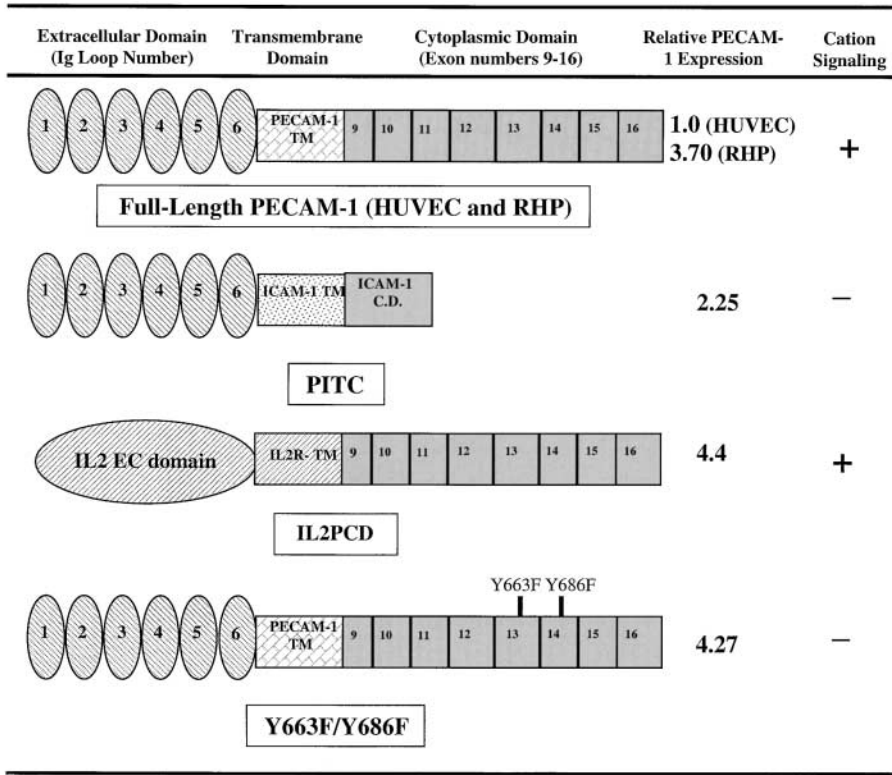 Extracellular Domain Transmembrane Cytoplasmic Domain Relative PECAM- Cation
(Ig Loop Number) Domain (Exon numbers 9-16) 1 Expression Signaling
1 2 3 4 5 6 PECAM-1 9 10 11 12 13 14 15 16 1.0 (HUVEC)
TM 3.70 (RHP) +
Full-Length PECAM-1 (HUVEC and RHP)
1 2 3 4 5 6 ICAM-1 TM ICAM-1 2.25 –
C.D.
PITC
IL2 EC domain IL2R- TM 9 10 11 12 13 14 15 16 4.4 +
IL2PCD
Y663F Y686F
1 2 3 4 5 6 PECAM-1 9 10 11 12 13 14 15 16 4.27 –
TM
Y663F/Y686F